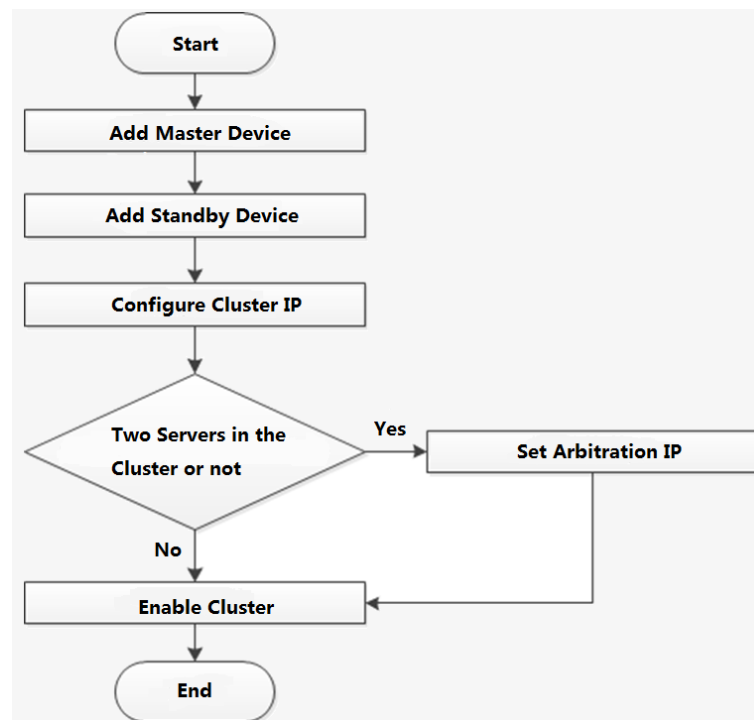 Start
Add Master Device
Add Standby Device
Configure Cluster IP
Two Servers in the
Cluster or not
Yes
Set Arbitration IP
No
Enable Cluster
End